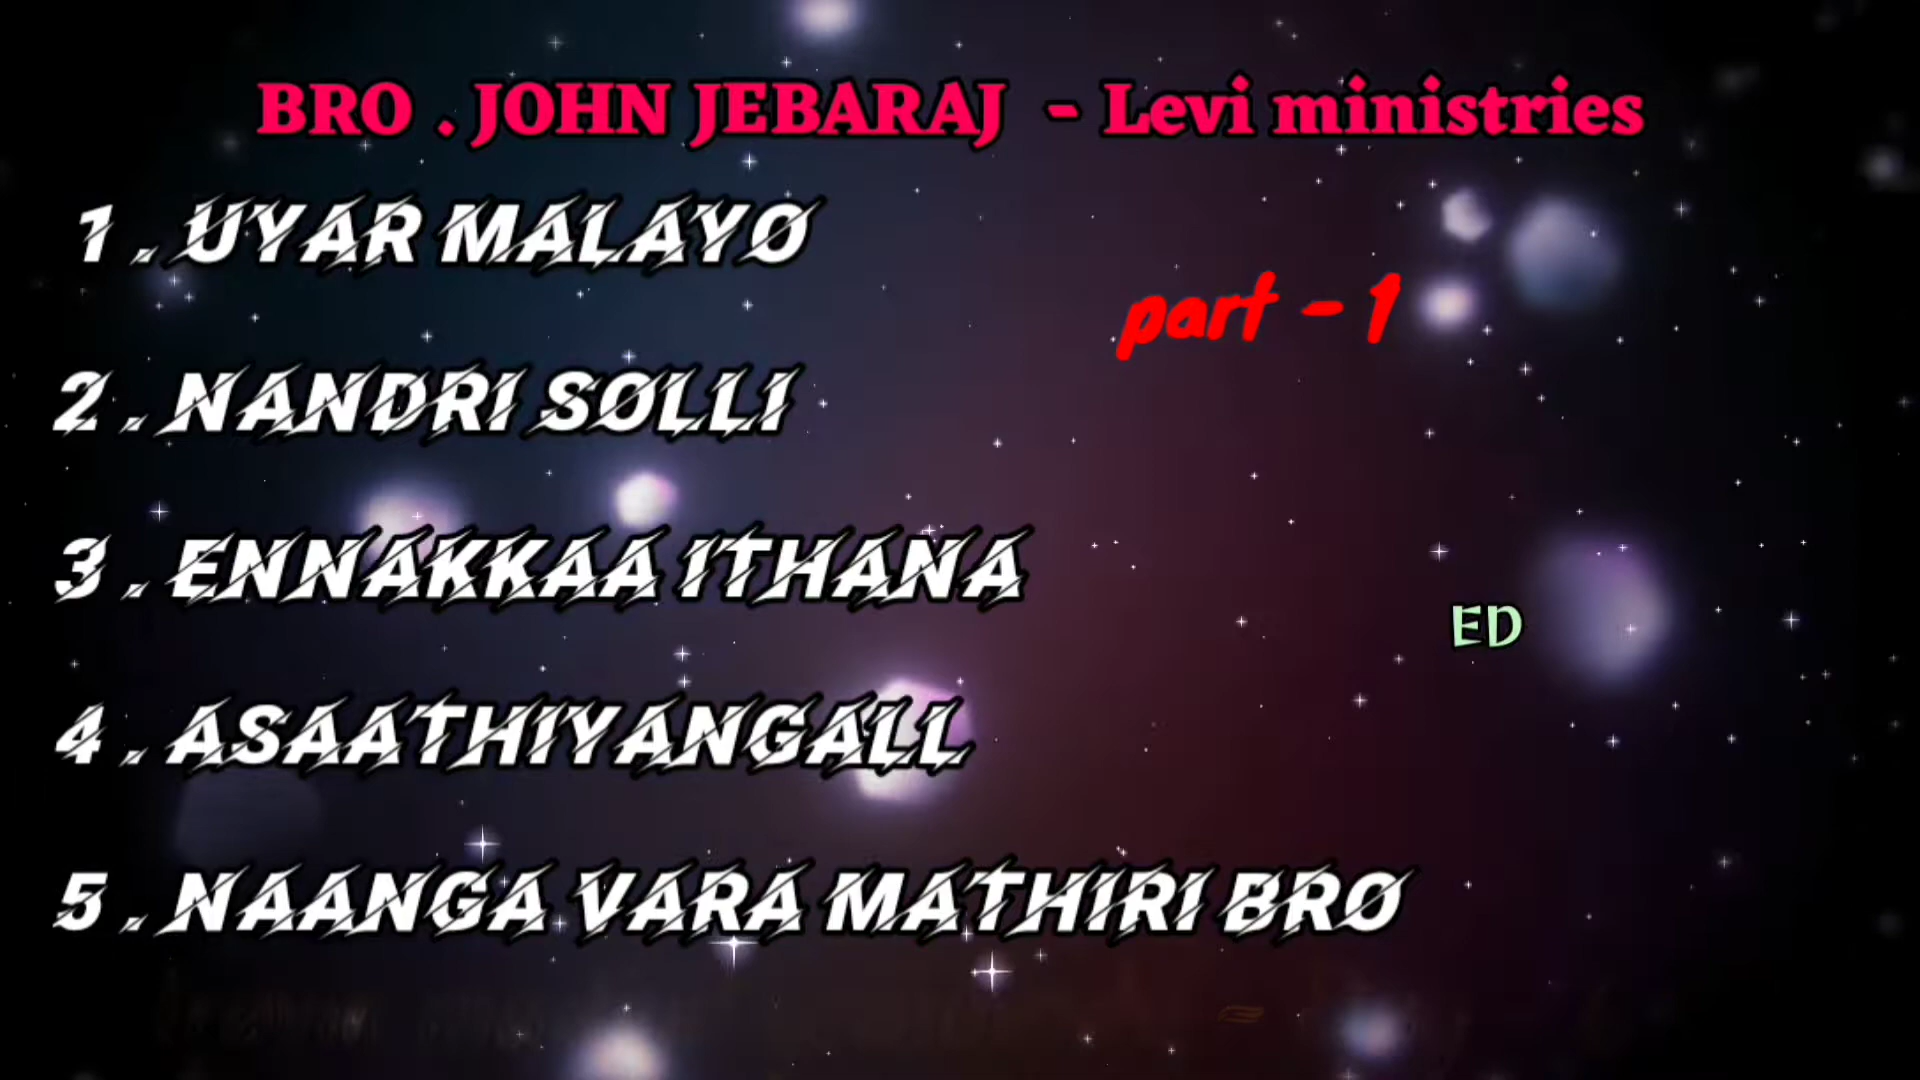 BRO . JOHN JEBARAJ - Levi ministries
1 . UYAR MALAYO
part - 1
2 . NANDRI SOLLI
3 . ENNAKKAA ITHANA
ED
4 . ASAATHIYANGALL
5 . NAANGA VARA MATHIRI BRO